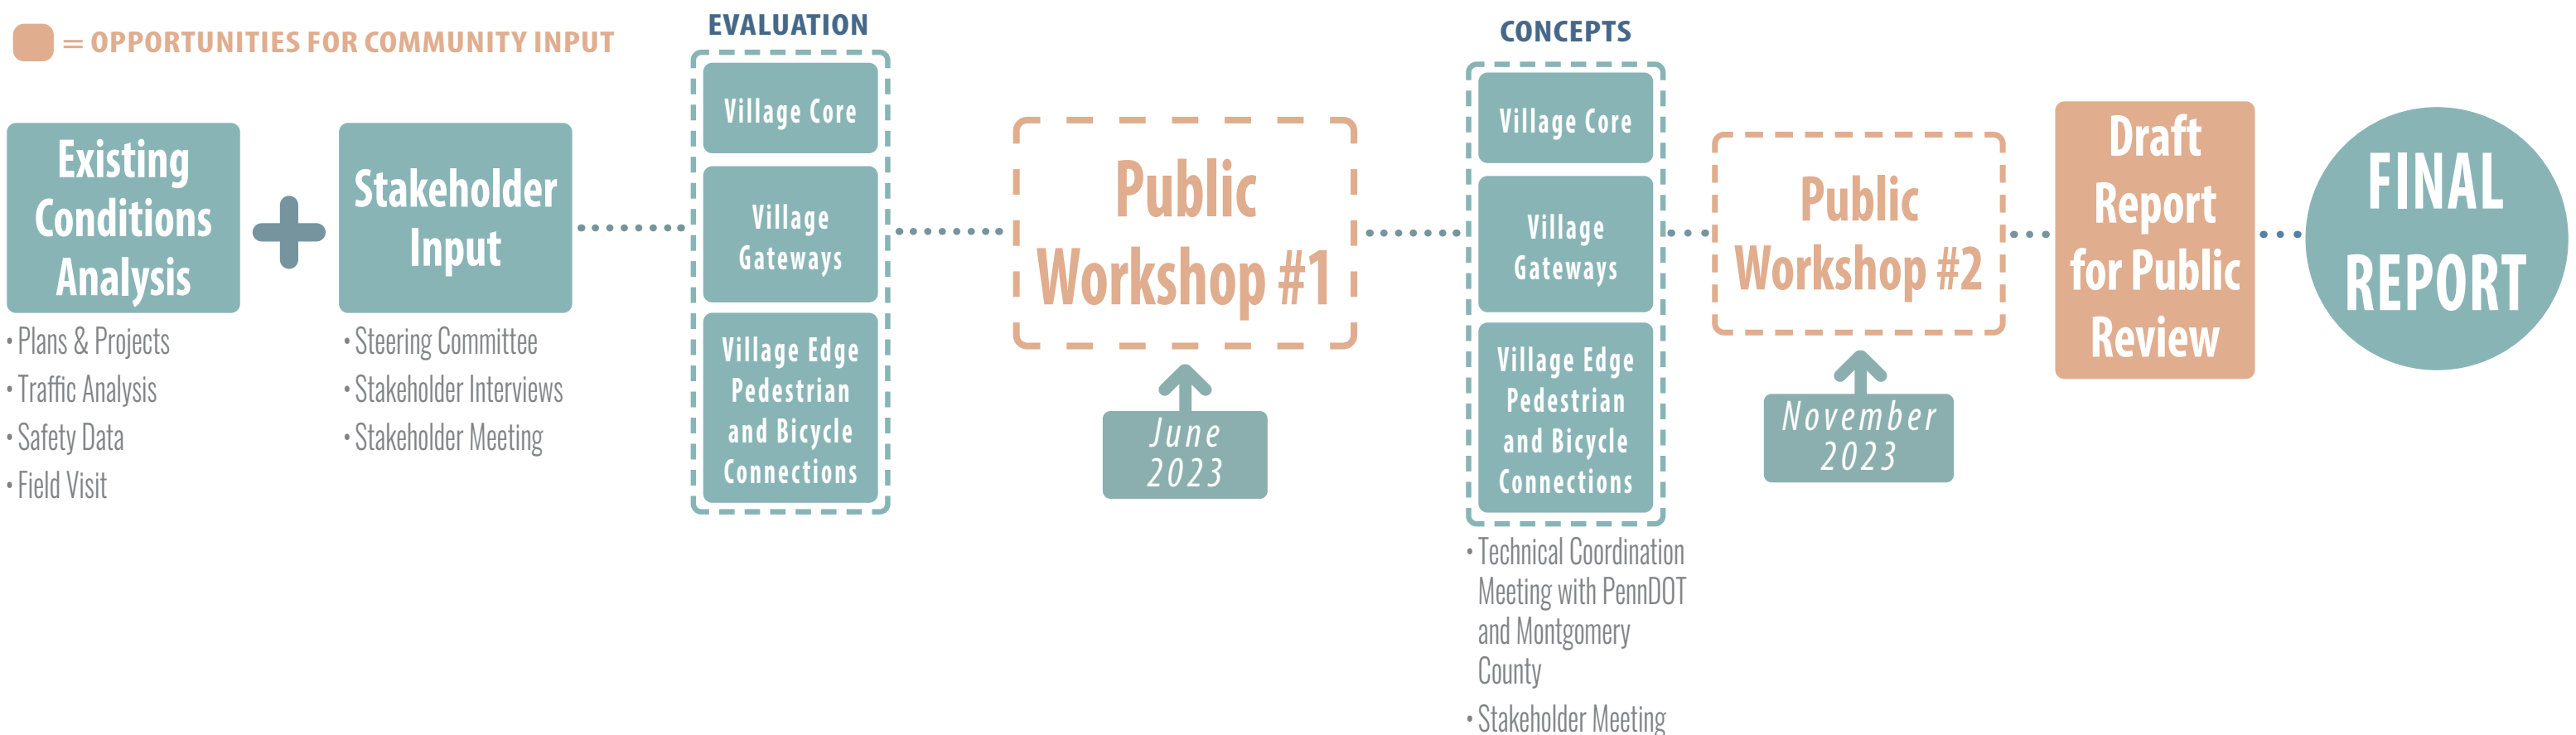 = OPPORTUNITIES FOR COMMUNITY INPUT
Existing
Conditions
Analysis
• Plans & Projects
• Traffic Analysis
• Safety Data
• Field Visit
+
Stakeholder
Input
• Steering Committee
• Stakeholder Interviews
• Stakeholder Meeting
EVALUATION
Village Core
Village
Gateways
Village Edge
Pedestrian
and Bicycle
Connections
Public
Workshop #1
June
2023
CONCEPTS
Village Core
Village
Gateways
Village Edge
Pedestrian
and Bicycle
Connections
• Technical Coordination
Meeting with PennDOT
and Montgomery
County
• Stakeholder Meeting
Public
Workshop #2
November
2023
Draft
Report
for Public
Review
FINAL
REPORT